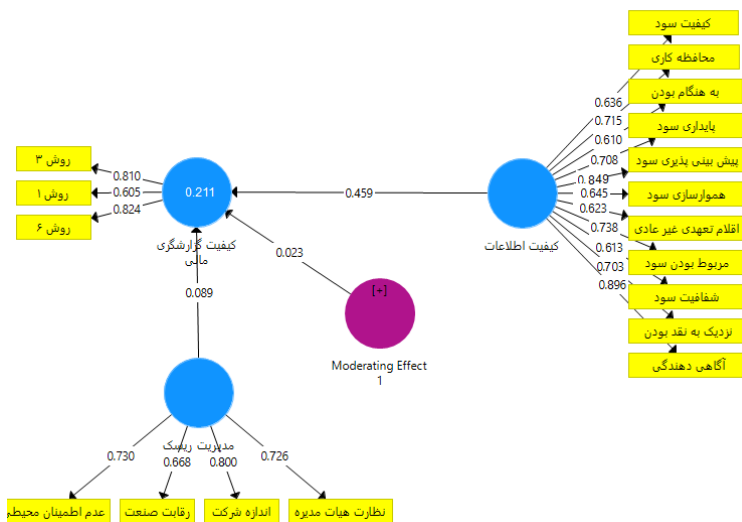 کیفیت سود
محافظه کاری
به هنگام بودن
پایداری سود
پیش بینی پذیری سود
هموارسازی سود
اقلام تعهدی غیر عادی
مربوط بودن سود
شفافیت سود
نزدیک به نقد بودن
آگاهی دهندگی
0.636
0.715
0.610
0.708
0.849
0.645
0.623
0.738
0.613
0.703
0.896
کیفیت اطلاعات
0.459
روش ۳
روش ۱
روش ۶
0.810
0.605
0.824
0.211
کیفیت گزارشگری
مالی
0.023
[+]
Moderating Effect
1
0.089
مدیریت ریسک
0.730
0.668
0.800
0.726
عدم اطمینان محیطی
رقابت صنعت
اندازه شرکت
نظارت هیات مدیره